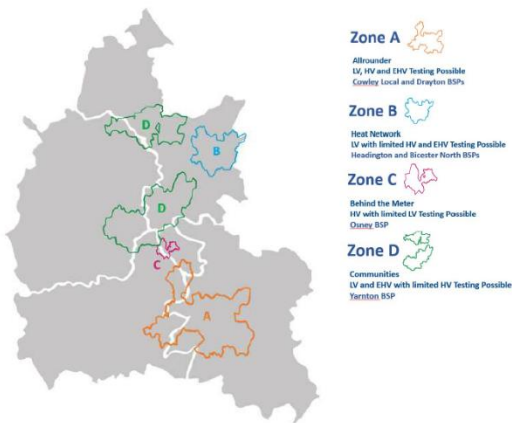 Zone A
Allrounder
LV, HV and EHV Testing Possible
Cowley Local and Drayton BSPs
Zone B
Heat Network
LV with limited HV and EHV Testing Possible
Headington and Bicester North BSPs
Zone C
Behind the Meter
HV with limited LV Testing Possible
Osney BSP
Zone D
Communities
LV and EHV with limited HV Testing Possible
Yarnton BSP
D
B
D
C
A